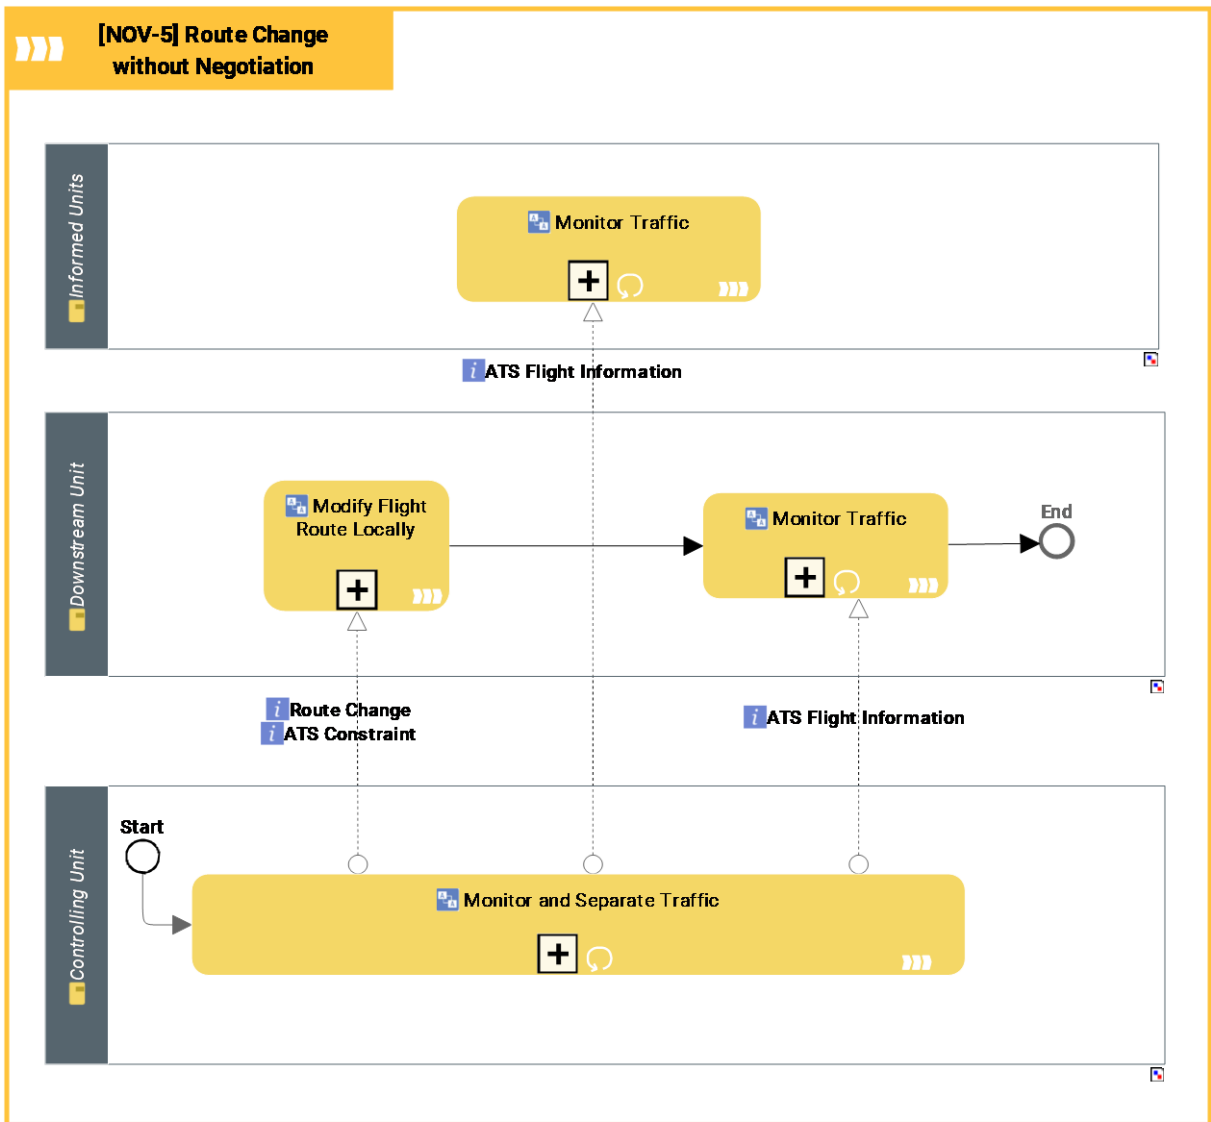 [NOV-5] Route Change
without Negotiation
Informed Units
Monitor Traffic
ATS Flight Information
Downstream Unit
Modify Flight
Route Locally
Monitor Traffic
End
Route Change
ATS Constraint
ATS Flight Information
Controlling Unit
Start
Monitor and Separate Traffic